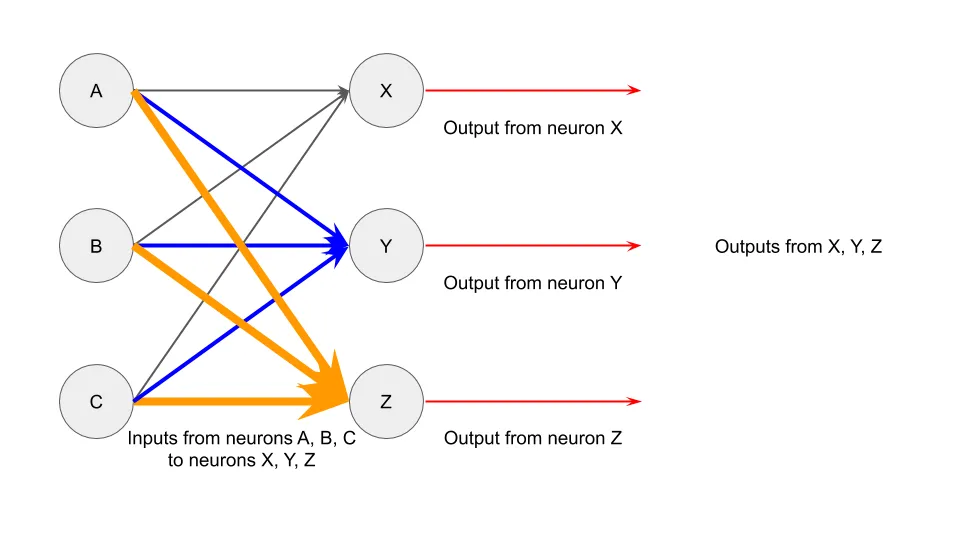 A
X
Output from neuron X
B
Y
Outputs from X, Y, Z
Output from neuron Y
C
Z
Inputs from neurons A, B, C
to neurons X, Y, Z
Output from neuron Z